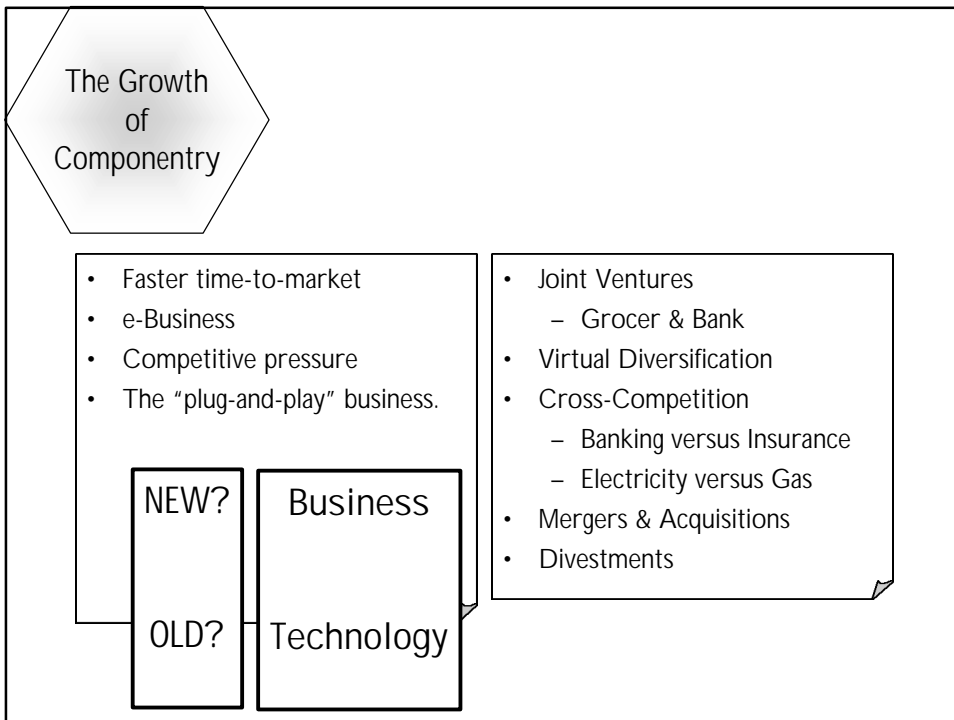 The Growth
of
Componentry
• Faster time-to-market
• e-Business
• Competitive pressure
• The “plug-and-play” business.
NEW?
OLD?
Business
Technology
• Joint Ventures
– Grocer & Bank
• Virtual Diversification
• Cross-Competition
– Banking versus Insurance
– Electricity versus Gas
• Mergers & Acquisitions
• Divestments